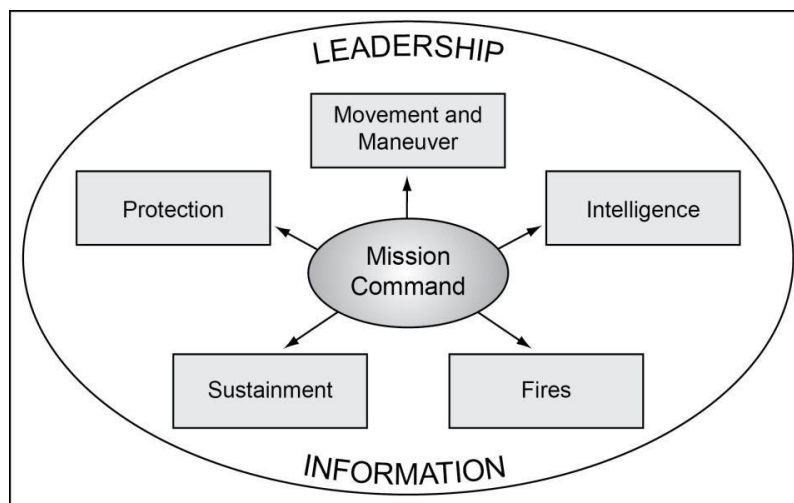 LEADERSHIP
Movement and
Maneuver
Protection
Intelligence
Mission
Command
Sustainment
Fires
INFORMATION